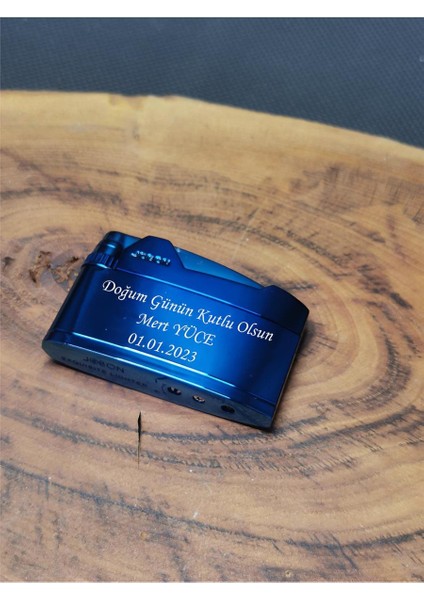 Doğum Günün Kutlu Olsun
Mert YÜCE
01.01.2023